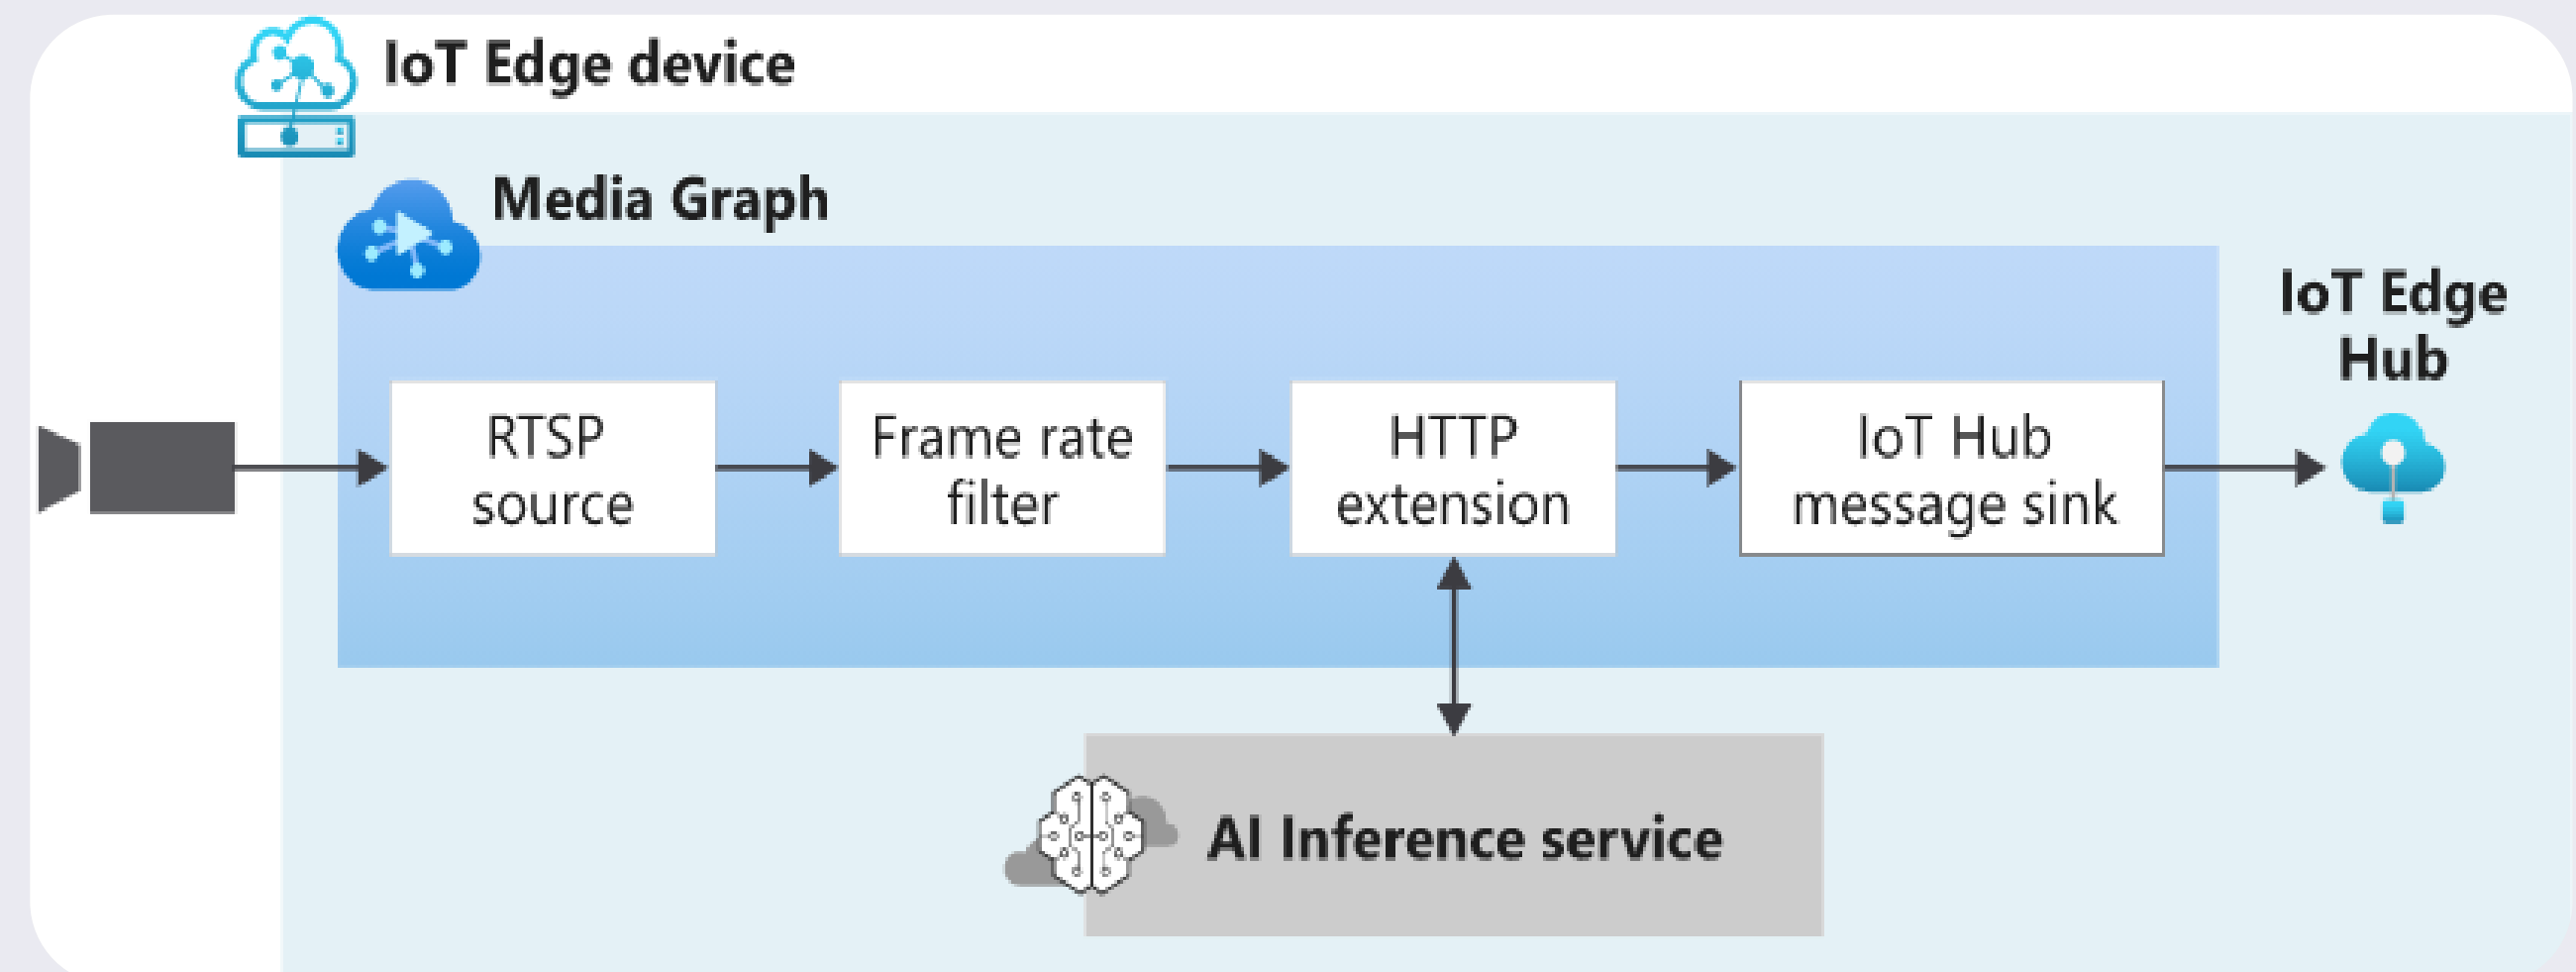 IoT Edge device
Media Graph
IoT Edge
Hub
RTSP
source
Frame rate
filter
HTTP
extension
IoT Hub
message sink
AI Inference service